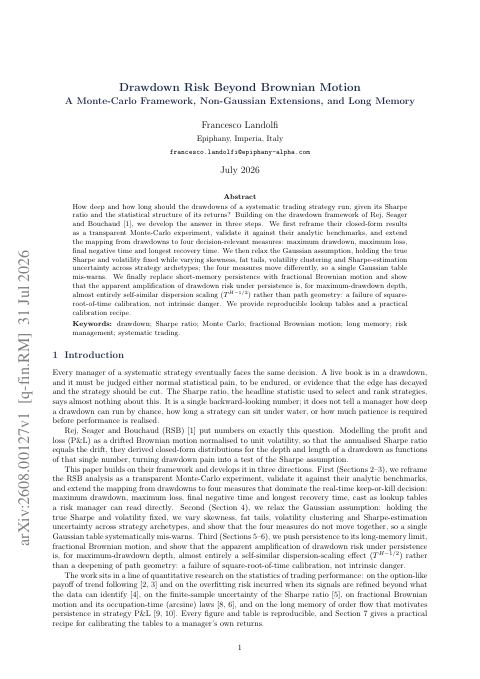 Drawdown Risk Beyond Brownian Motion
A Monte-Carlo Framework, Non-Gaussian Extensions, and Long Memory
Francesco Landolfi
Epiphany, Imperia, Italy
francesco.landolfi@epiphany-alpha.com
July 2026
Abstract
How deep and how long should the drawdowns of a systematic trading strategy run, given its Sharpe
ratio and the statistical structure of its returns? Building on the drawdown framework of Rej, Seager
and Bouchaud [1], we develop the answer in three steps. We first reframe their closed-form results
as a transparent Monte-Carlo experiment, validate it against their analytic benchmarks, and extend
the mapping from drawdowns to four decision-relevant measures: maximum drawdown, maximum loss,
final negative time and longest recovery time. We then relax the Gaussian assumption, holding the true
Sharpe and volatility fixed while varying skewness, fat tails, volatility clustering and Sharpe-estimation
uncertainty across strategy archetypes; the four measures move differently, so a single Gaussian table
mis-warns. We finally replace short-memory persistence with fractional Brownian motion and show
that the apparent amplification of drawdown risk under persistence is, for maximum-drawdown depth,
almost entirely self-similar dispersion scaling (T^{H−1/2}) rather than path geometry: a failure of square-
root-of-time calibration, not intrinsic danger. We provide reproducible lookup tables and a practical
calibration recipe.
Keywords: drawdown; Sharpe ratio; Monte Carlo; fractional Brownian motion; long memory; risk
management; systematic trading.
1 Introduction
Every manager of a systematic strategy eventually faces the same decision. A live book is in a drawdown,
and it must be judged either normal statistical pain, to be endured, or evidence that the edge has decayed
and the strategy should be cut. The Sharpe ratio, the headline statistic used to select and rank strategies,
says almost nothing about this. It is a single backward-looking number; it does not tell a manager how deep
a drawdown can run by chance, how long a strategy can sit under water, or how much patience is required
before performance is realised.
Rej, Seager and Bouchaud (RSB) [1] put numbers on exactly this question. Modelling the profit and
loss (P&L) as a drifted Brownian motion normalised to unit volatility, so that the annualised Sharpe ratio
equals the drift, they derived closed-form distributions for the depth and length of a drawdown as functions
of that single number, turning drawdown pain into a test of the Sharpe assumption.
This paper builds on their framework and develops it in three directions. First (Sections 2–3), we reframe
the RSB analysis as a transparent Monte-Carlo experiment, validate it against their analytic benchmarks,
and extend the mapping from drawdowns to four measures that dominate the real-time keep-or-kill decision:
maximum drawdown, maximum loss, final negative time and longest recovery time, cast as lookup tables
a risk manager can read directly. Second (Section 4), we relax the Gaussian assumption: holding the
true Sharpe and volatility fixed, we vary skewness, fat tails, volatility clustering and Sharpe-estimation
uncertainty across strategy archetypes, and show that the four measures do not move together, so a single
Gaussian table systematically mis-warns. Third (Sections 5–6), we push persistence to its long-memory limit,
fractional Brownian motion, and show that the apparent amplification of drawdown risk under persistence
is, for maximum-drawdown depth, almost entirely a self-similar dispersion-scaling effect (T^{H−1/2}) rather
than a deepening of path geometry: a failure of square-root-of-time calibration, not intrinsic danger.
The work sits in a line of quantitative research on the statistics of trading performance: on the option-like
payoff of trend following [2, 3] and on the overfitting risk incurred when its signals are refined beyond what
the data can identify [4], on the finite-sample uncertainty of the Sharpe ratio [5], on fractional Brownian
motion and its occupation-time (arcsine) laws [8, 6], and on the long memory of order flow that motivates
persistence in strategy P&L [9, 10]. Every figure and table is reproducible, and Section 7 gives a practical
recipe for calibrating the tables to a manager's own returns.
1
arXiv:2608.00127v1 [q-fin.RM] 31 Jul 2026